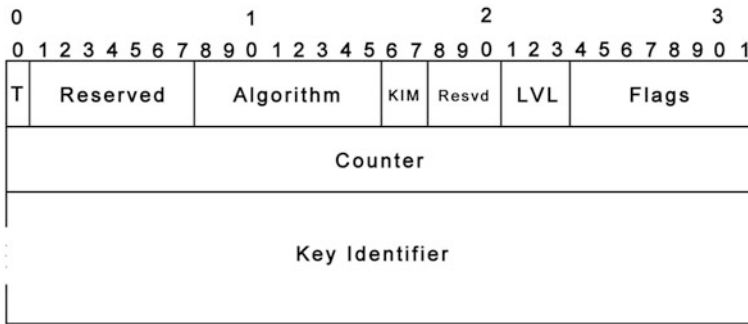 0 1 2 3
0 1 2 3 4 5 6 7 8 9 0 1 2 3 4 5 6 7 8 9 0 1 2 3 4 5 6 7 8 9 0 1
T Reserved Algorithm KIM Resvd LVL Flags
Counter
Key Identifier